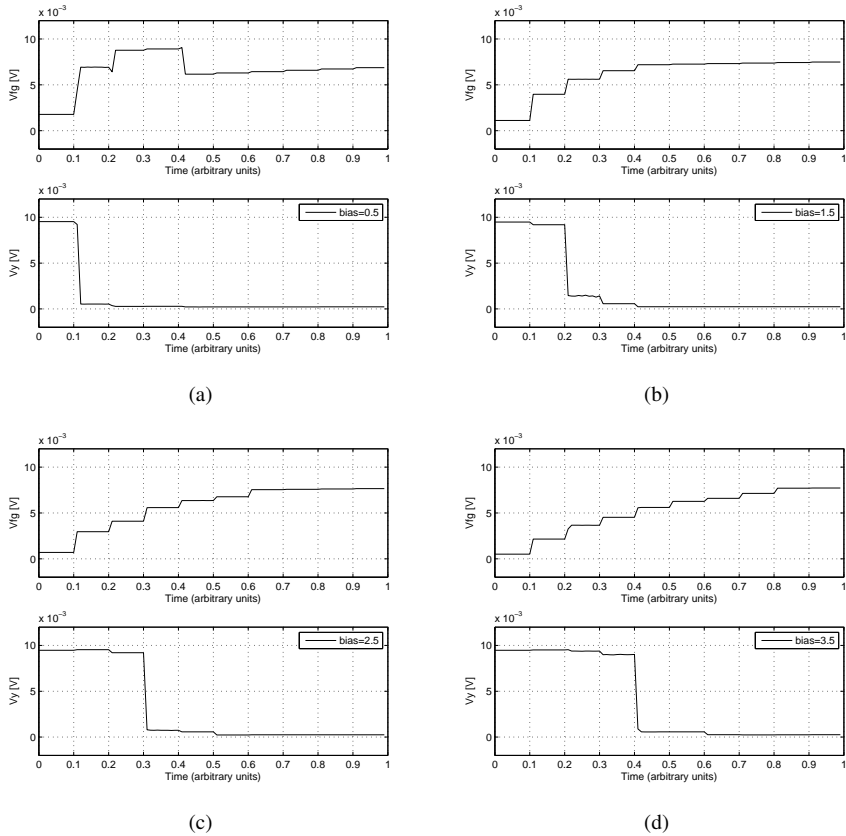 x 10⁻³
10
5
0
Vfg [V]
0 0.1 0.2 0.3 0.4 0.5 0.6 0.7 0.8 0.9 1
Time (arbitrary units)
x 10⁻³
10
5
0
Vy [V]
bias=0.5
0 0.1 0.2 0.3 0.4 0.5 0.6 0.7 0.8 0.9 1
Time (arbitrary units)
(a)
x 10⁻³
10
5
0
Vfg [V]
0 0.1 0.2 0.3 0.4 0.5 0.6 0.7 0.8 0.9 1
Time (arbitrary units)
x 10⁻³
10
5
0
Vy [V]
bias=1.5
0 0.1 0.2 0.3 0.4 0.5 0.6 0.7 0.8 0.9 1
Time (arbitrary units)
(b)
x 10⁻³
10
5
0
Vfg [V]
0 0.1 0.2 0.3 0.4 0.5 0.6 0.7 0.8 0.9 1
Time (arbitrary units)
x 10⁻³
10
5
0
Vy [V]
bias=2.5
0 0.1 0.2 0.3 0.4 0.5 0.6 0.7 0.8 0.9 1
Time (arbitrary units)
(c)
x 10⁻³
10
5
0
Vfg [V]
0 0.1 0.2 0.3 0.4 0.5 0.6 0.7 0.8 0.9 1
Time (arbitrary units)
x 10⁻³
10
5
0
Vy [V]
bias=3.5
0 0.1 0.2 0.3 0.4 0.5 0.6 0.7 0.8 0.9 1
Time (arbitrary units)
(d)